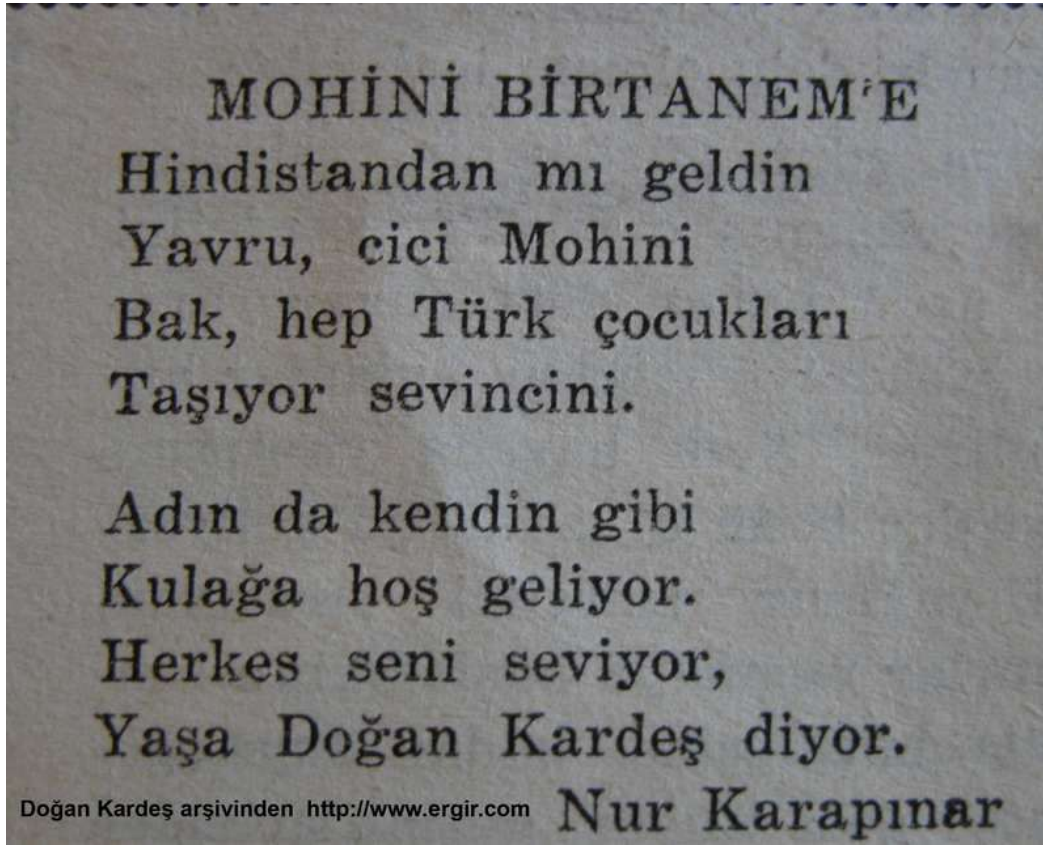 MOHİNİ BİRTANEM'E
Hindistandan mı geldin
Yavru, cici Mohini
Bak, hep Türk çocukları
Taşıyor sevincini.
Adın da kendin gibi
Kulağa hoş geliyor.
Herkes seni seviyor,
Yaşa Doğan Kardeş diyor.
Nur Karapınar
Doğan Kardeş arşivinden http://www.ergir.com